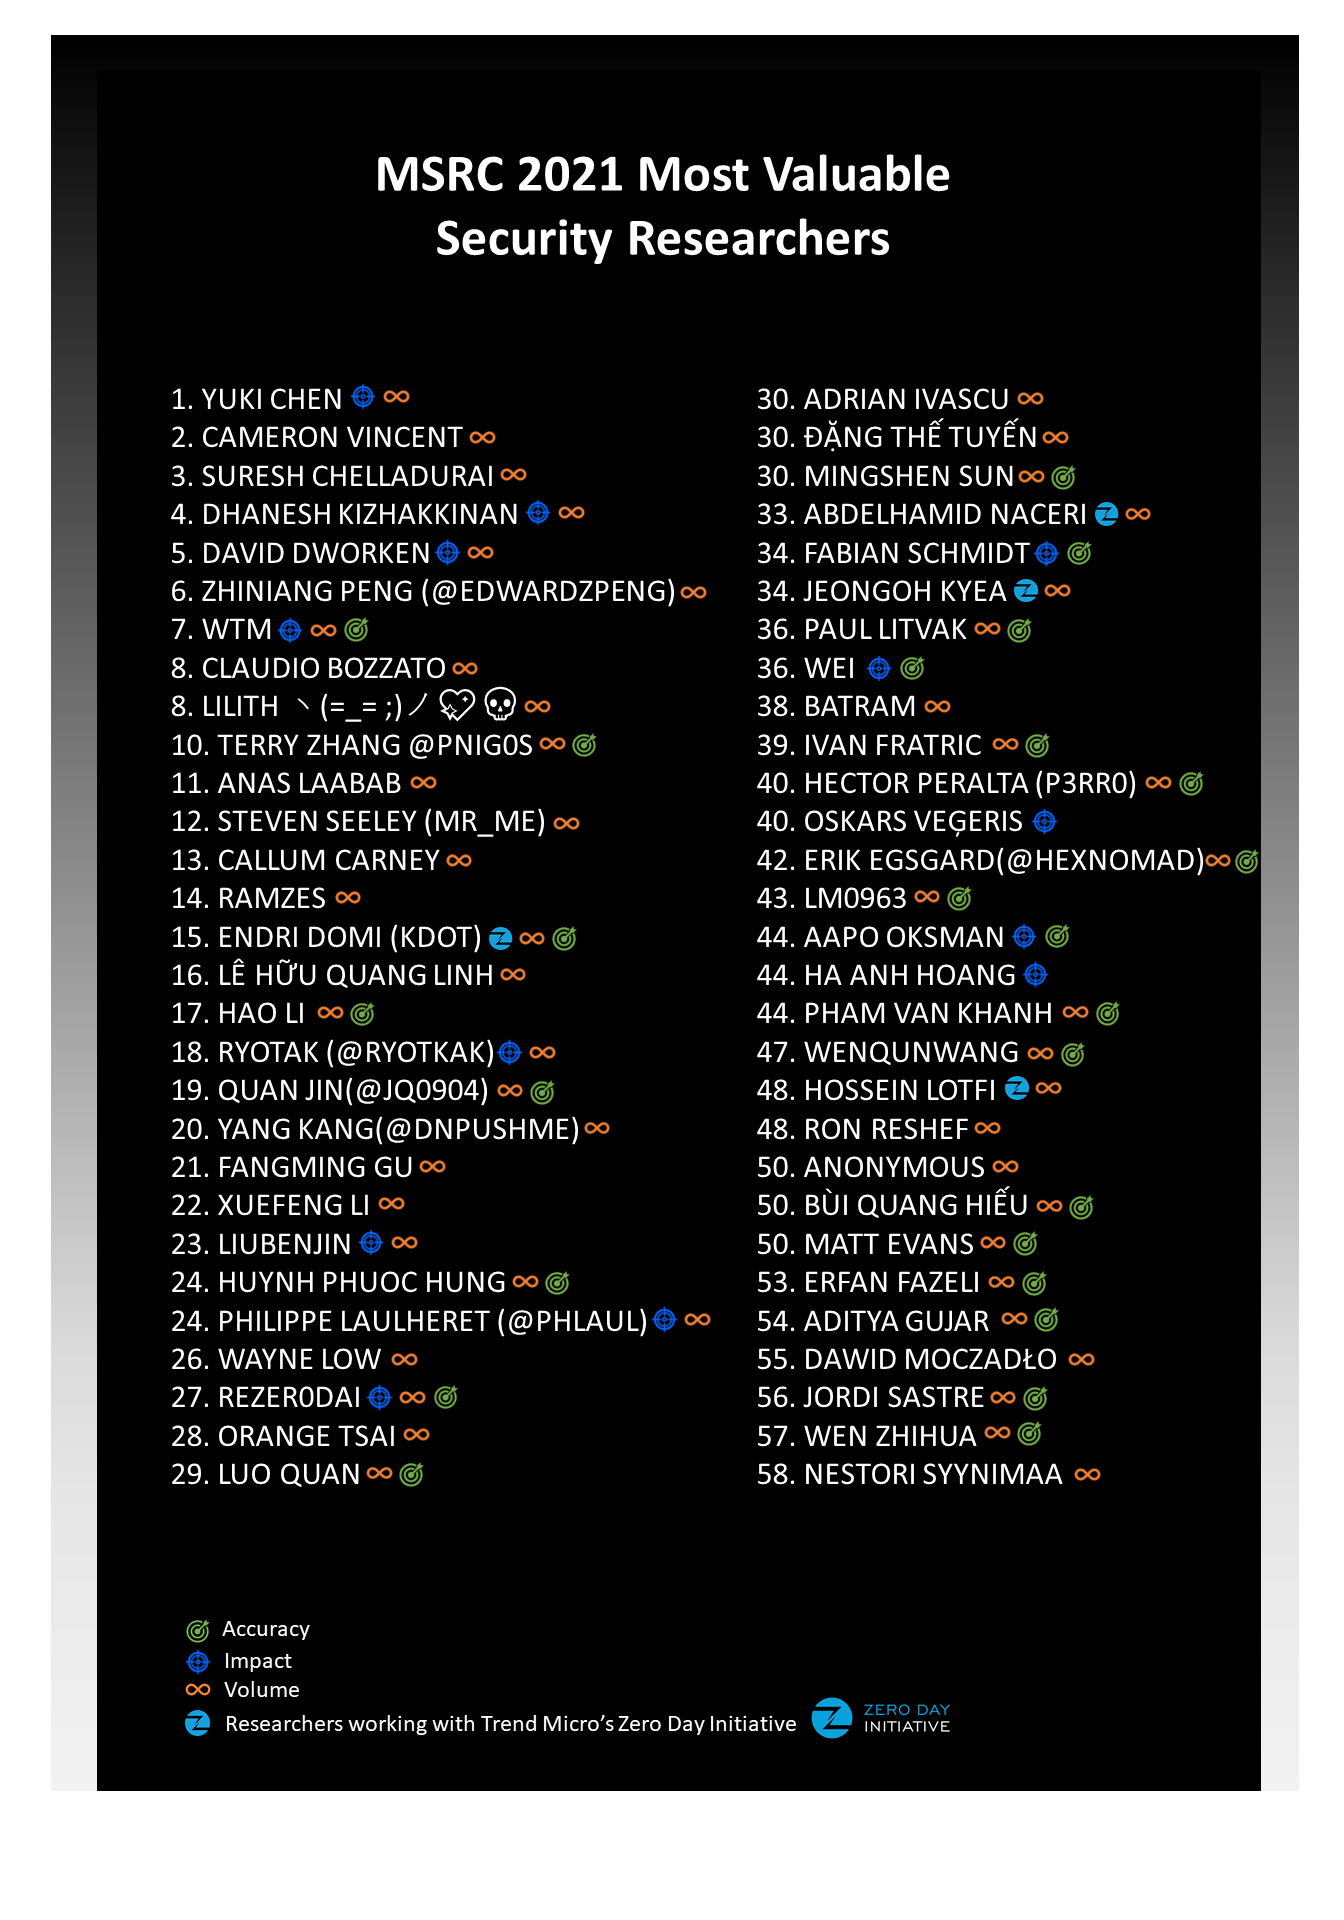 MSRC 2021 Most Valuable
Security Researchers
1. YUKI CHEN
2. CAMERON VINCENT
3. SURESH CHELLADURAI
4. DHANESH KIZHAKKINAN
5. DAVID DWORKEN
6. ZHINIANG PENG (@EDWARDZPENG)
7. WTM
8. CLAUDIO BOZZATO
8. LILITH ヽ(=_= ;)ノ 💖 💀
10. TERRY ZHANG @PNIG0S
11. ANAS LAABAB
12. STEVEN SEELEY (MR_ME)
13. CALLUM CARNEY
14. RAMZES
15. ENDRI DOMI (KDOT)
16. LÊ HỮU QUANG LINH
17. HAO LI
18. RYOTAK (@RYOTKAK)
19. QUAN JIN(@JQ0904)
20. YANG KANG(@DNPUSHME)
21. FANGMING GU
22. XUEFENG LI
23. LIUBENJIN
24. HUYNH PHUOC HUNG
24. PHILIPPE LAULHERET (@PHLAUL)
26. WAYNE LOW
27. REZER0DAI
28. ORANGE TSAI
29. LUO QUAN
30. ADRIAN IVASCU
30. ĐẶNG THẾ TUYẾN
30. MINGSHEN SUN
33. ABDELHAMID NACERI
34. FABIAN SCHMIDT
34. JEONGOH KYEA
36. PAUL LITVAK
36. WEI
38. BATRAM
39. IVAN FRATRIC
40. HECTOR PERALTA (P3RR0)
40. OSKARS VEĢERIS
42. ERIK EGSGARD(@HEXNOMAD)
43. LM0963
44. AAPO OKSMAN
44. HA ANH HOANG
44. PHAM VAN KHANH
47. WENQUNWANG
48. HOSSEIN LOTFI
48. RON RESHEF
50. ANONYMOUS
50. BÙI QUANG HIẾU
50. MATT EVANS
53. ERFAN FAZELI
54. ADITYA GUJAR
55. DAWID MOCZADŁO
56. JORDI SASTRE
57. WEN ZHIHUA
58. NESTORI SYYNIMAA
Accuracy
Impact
Volume
Researchers working with Trend Micro's Zero Day Initiative
ZERO DAY
INITIATIVE